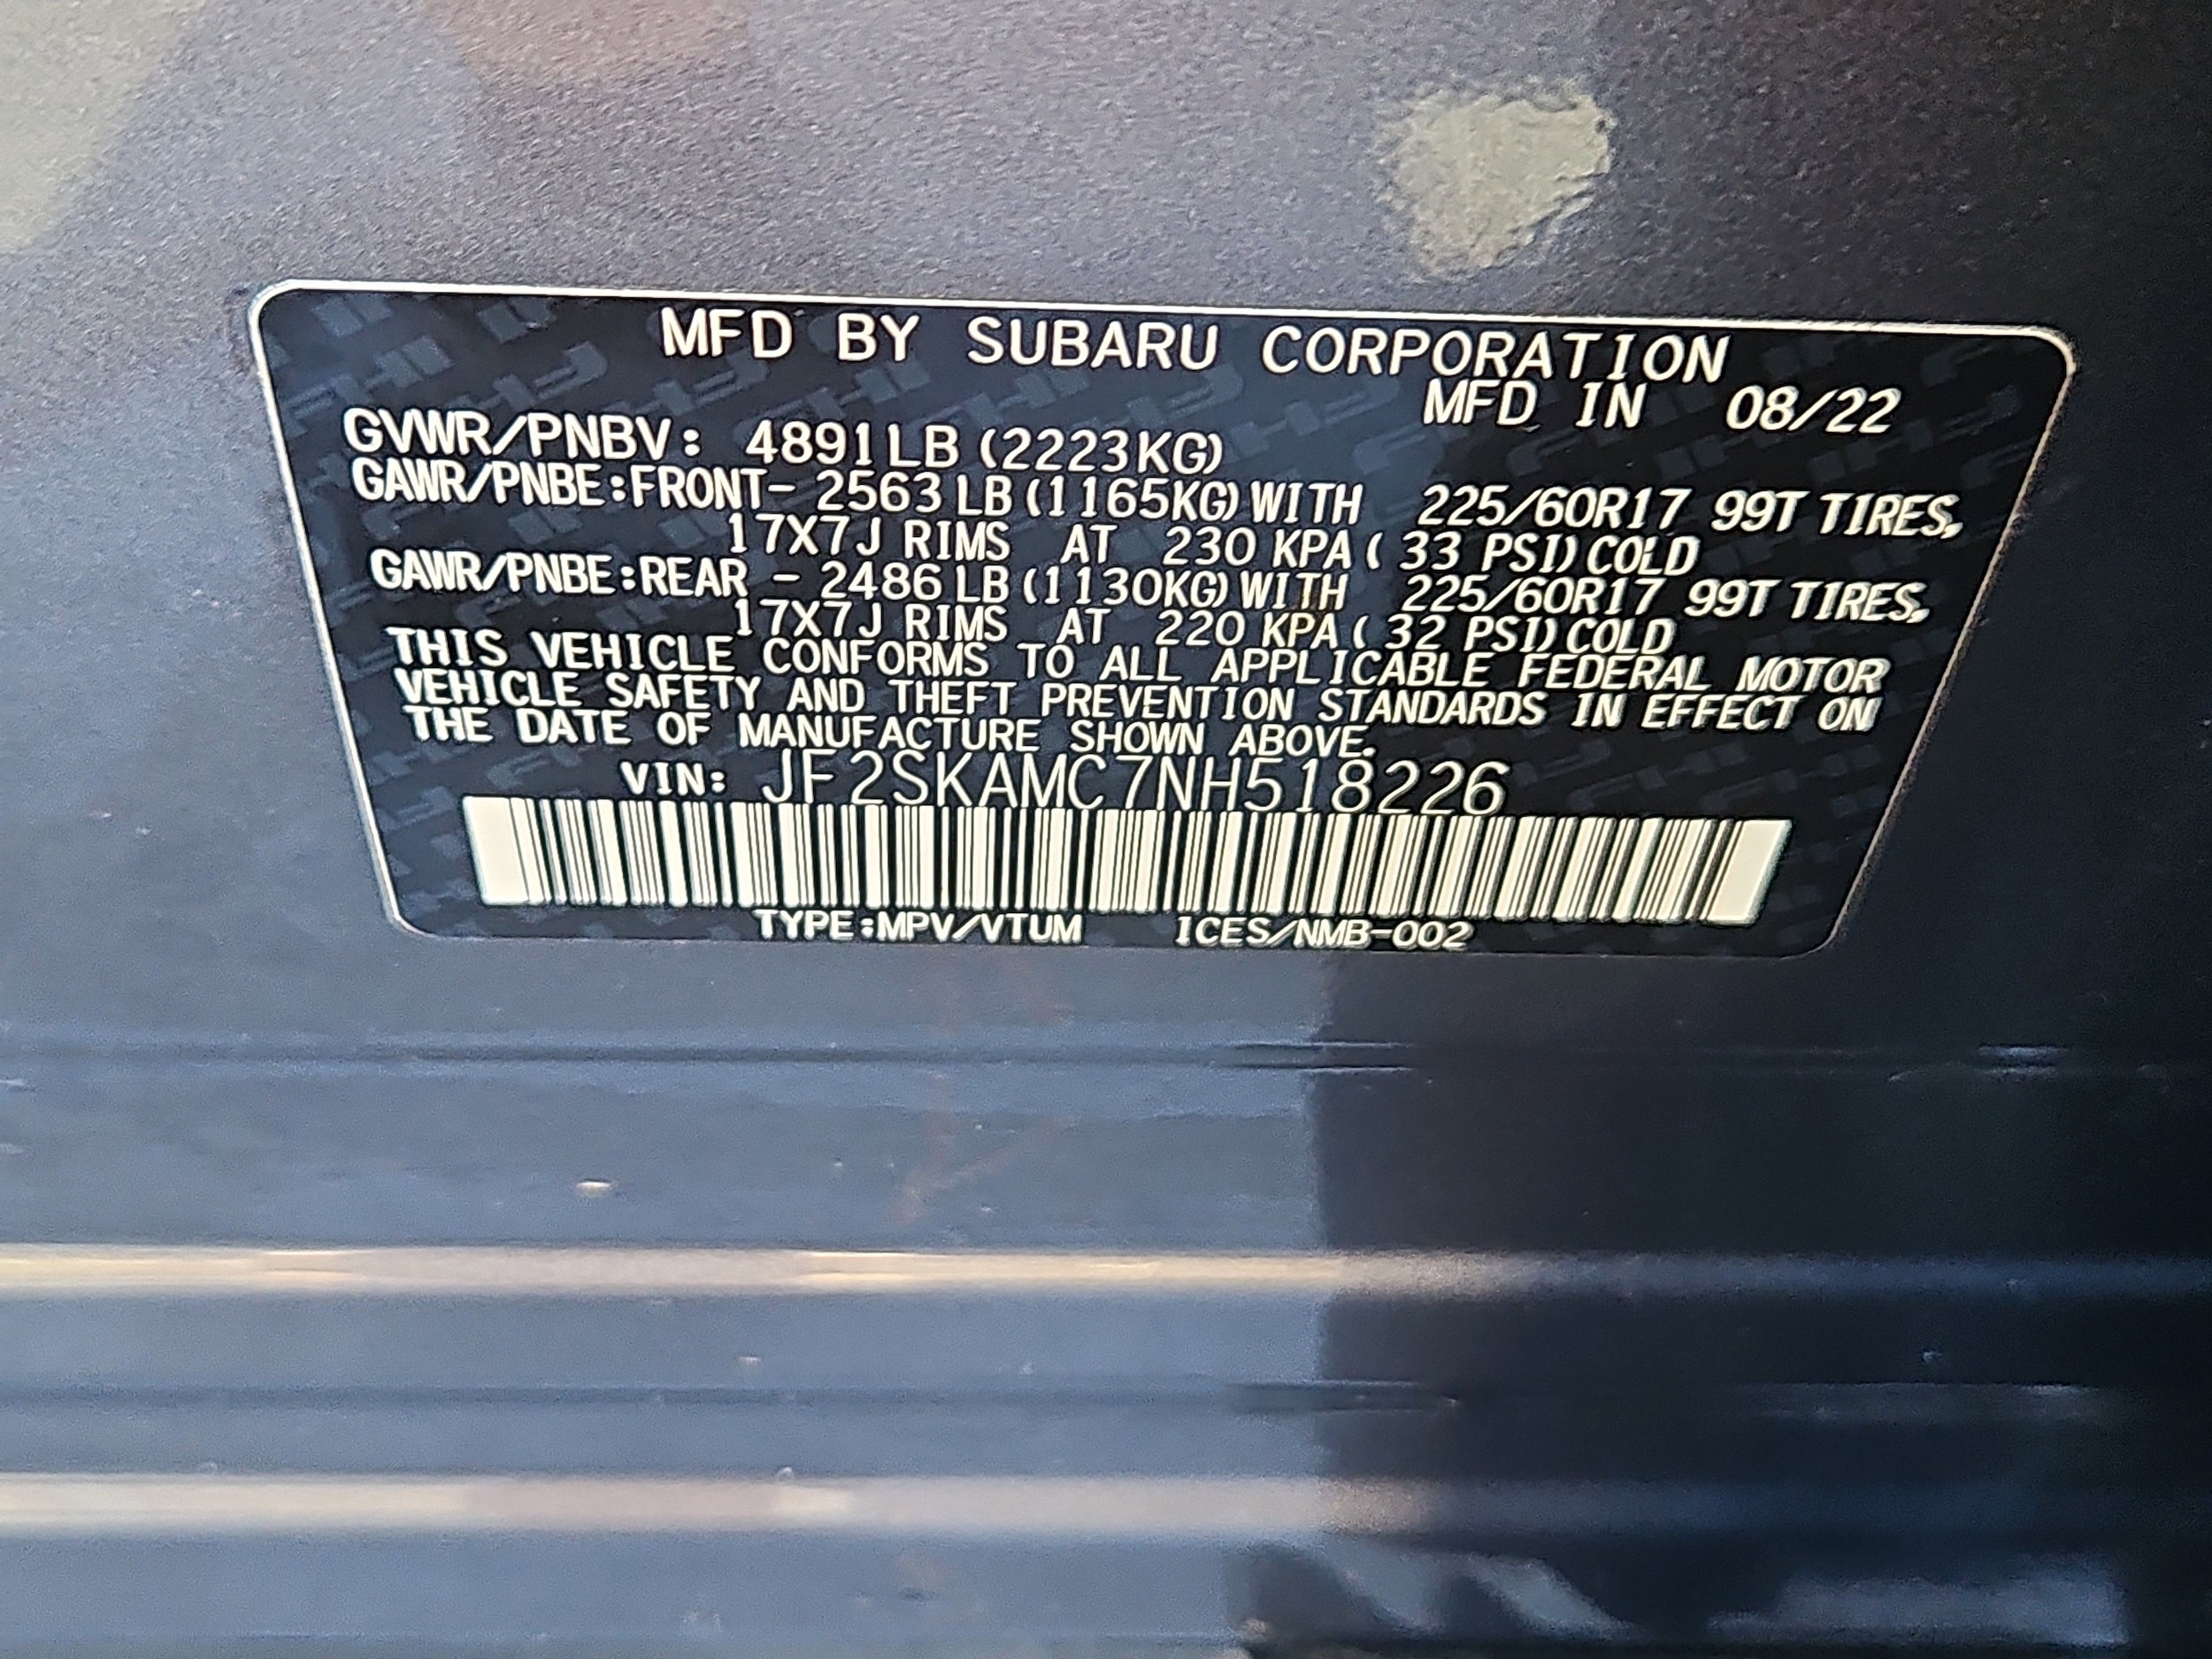 MFD BY SUBARU CORPORATION
MFD IN 08/22
GVWR/PNBV: 4891LB (2223KG)
GAWR/PNBE:FRONT- 2563 LB (1165KG) WITH 225/60R17 99T TIRES,
17X7J RIMS AT 230 KPA ( 33 PSI) COLD
GAWR/PNBE:REAR - 2486 LB (1130KG) WITH 225/60R17 99T TIRES,
17X7J RIMS AT 220 KPA ( 32 PSI) COLD
THIS VEHICLE CONFORMS TO ALL APPLICABLE FEDERAL MOTOR
VEHICLE SAFETY AND THEFT PREVENTION STANDARDS IN EFFECT ON
THE DATE OF MANUFACTURE SHOWN ABOVE.
VIN: JF2SKAMC7NH518226
TYPE:MPV/VTUM ICES/NMB-002